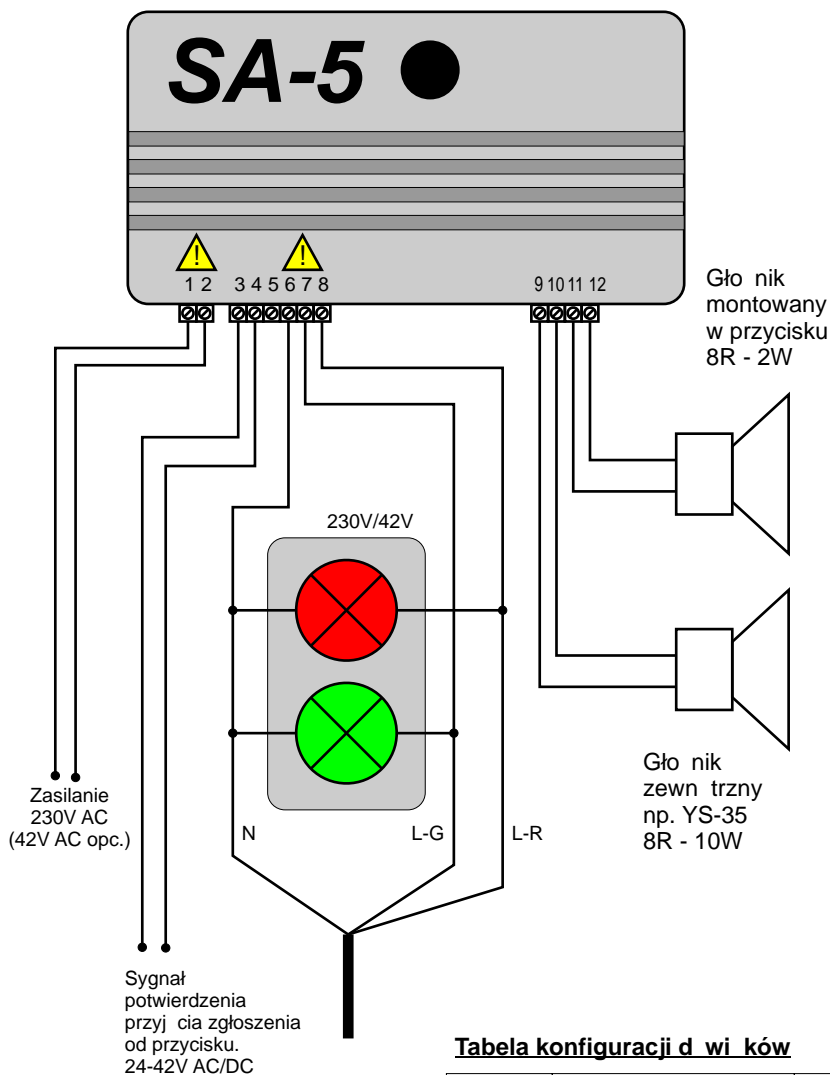 SA-5
! !
1 2 3 4 5 6 7 8 9 10 11 12
Gło nik
montowany
w przycisku
8R - 2W
230V/42V
Zasilanie
230V AC
(42V AC opc.)
N L-G L-R
Gło nik
zewn trzny
np. YS-35
8R - 10W
Sygnał
potwierdzenia
przyj cia zgłoszenia
od przycisku.
24-42V AC/DC
Tabela konfiguracji d wi ków